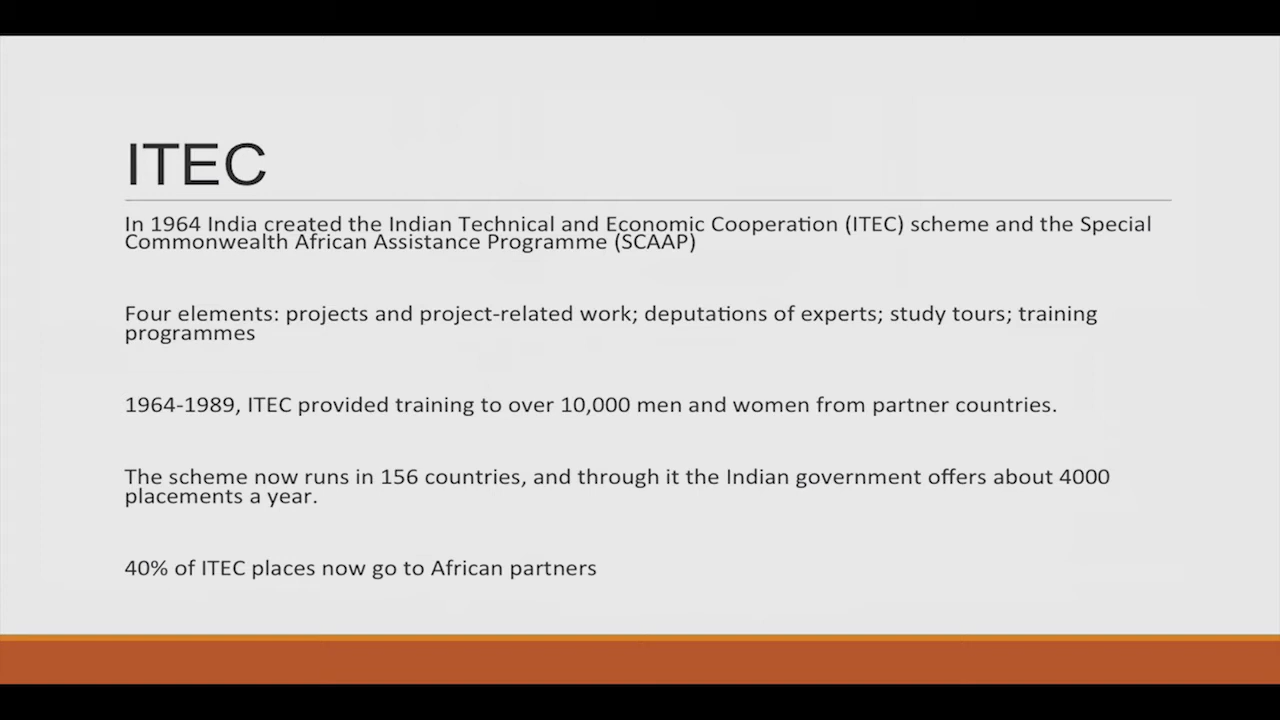 ITEC
In 1964 India created the Indian Technical and Economic Cooperation (ITEC) scheme and the Special
Commonwealth African Assistance Programme (SCAAP)
Four elements: projects and project-related work; deputations of experts; study tours; training
programmes
1964-1989, ITEC provided training to over 10,000 men and women from partner countries.
The scheme now runs in 156 countries, and through it the Indian government offers about 4000
placements a year.
40% of ITEC places now go to African partners